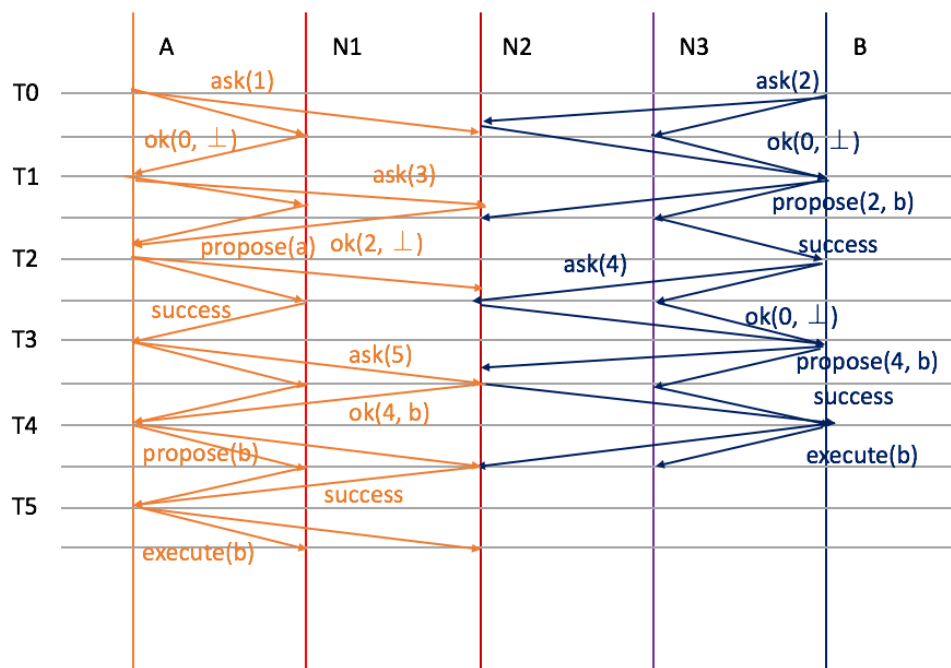 A N1 N2 N3 B
T0 ask(1) ask(2)
ok(0, ⊥) ok(0, ⊥)
T1 ask(3)
propose(2, b)
propose(a) ok(2, ⊥) success
T2 ask(4)
success ok(0, ⊥)
T3 ask(5) propose(4, b)
ok(4, b) success
T4
propose(b) execute(b)
success
T5
execute(b)